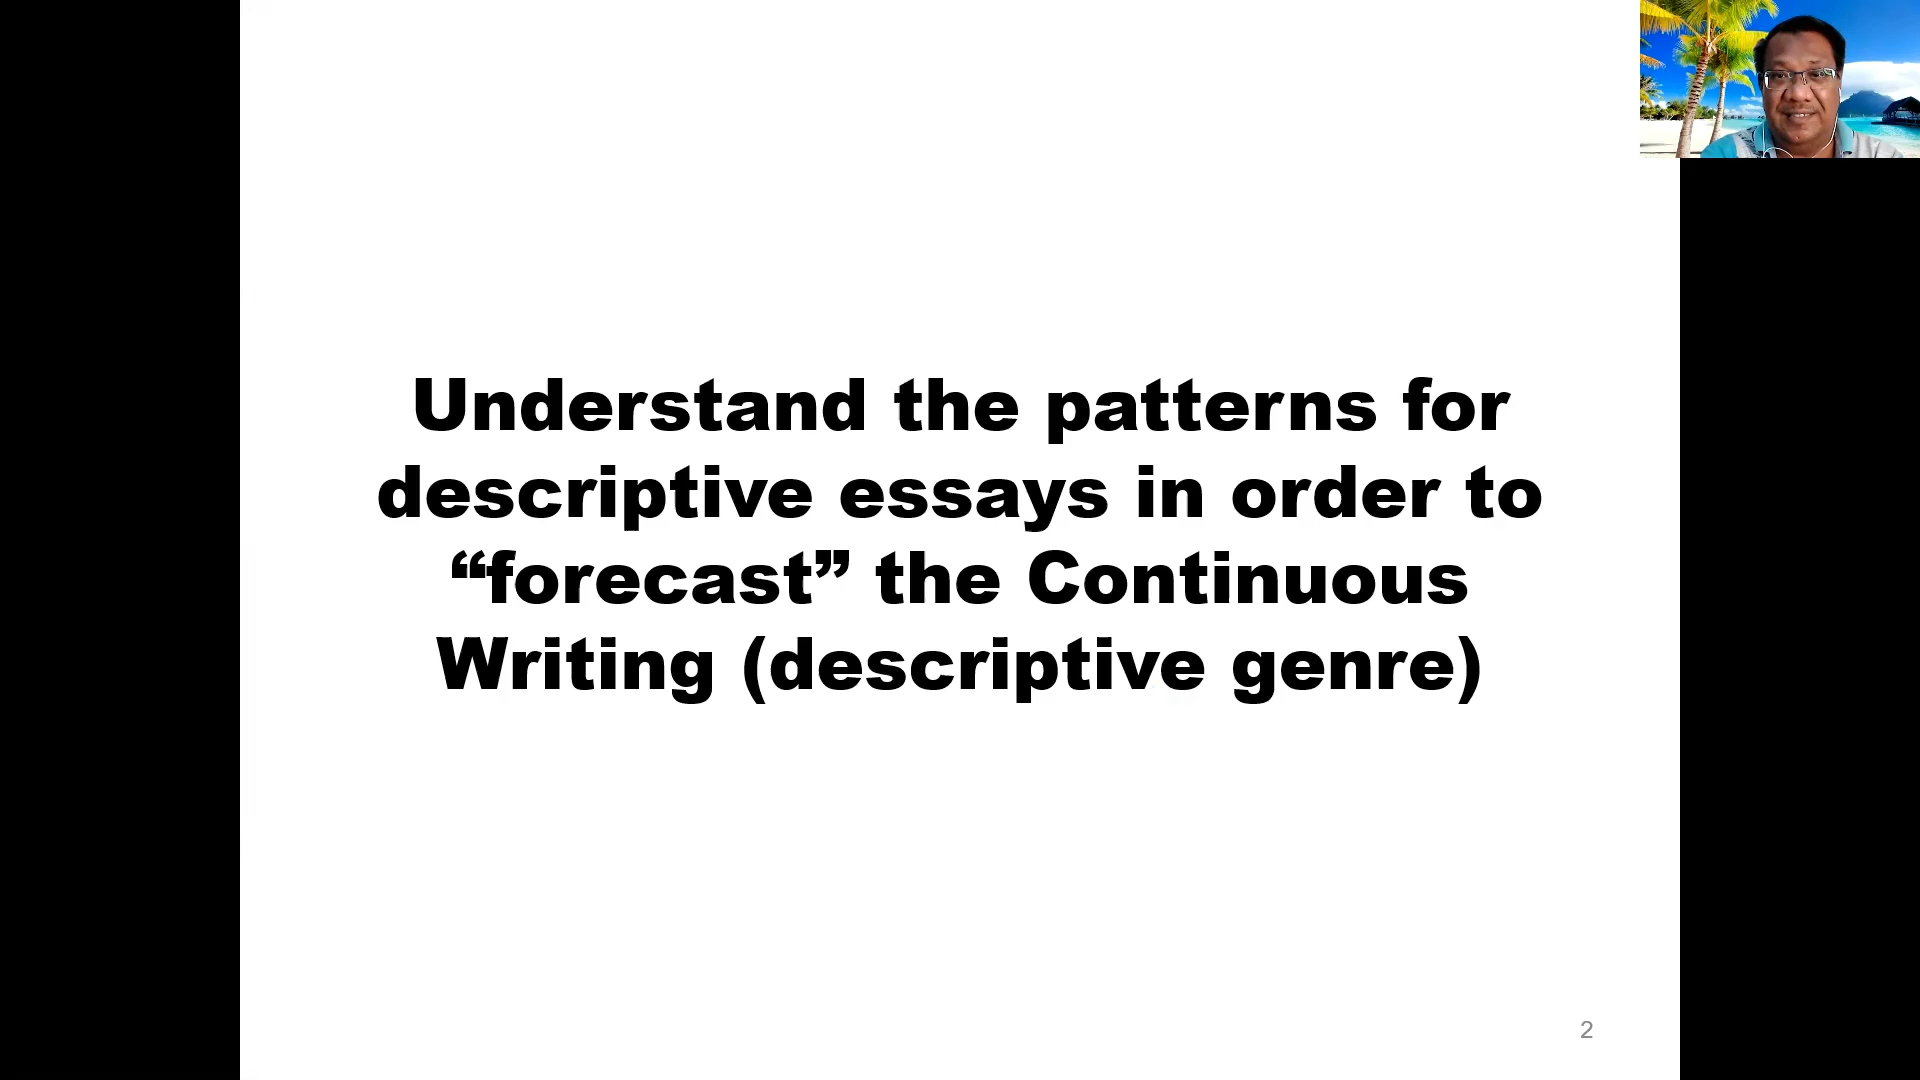 Understand the patterns for
descriptive essays in order to
“forecast” the Continuous
Writing (descriptive genre)
2